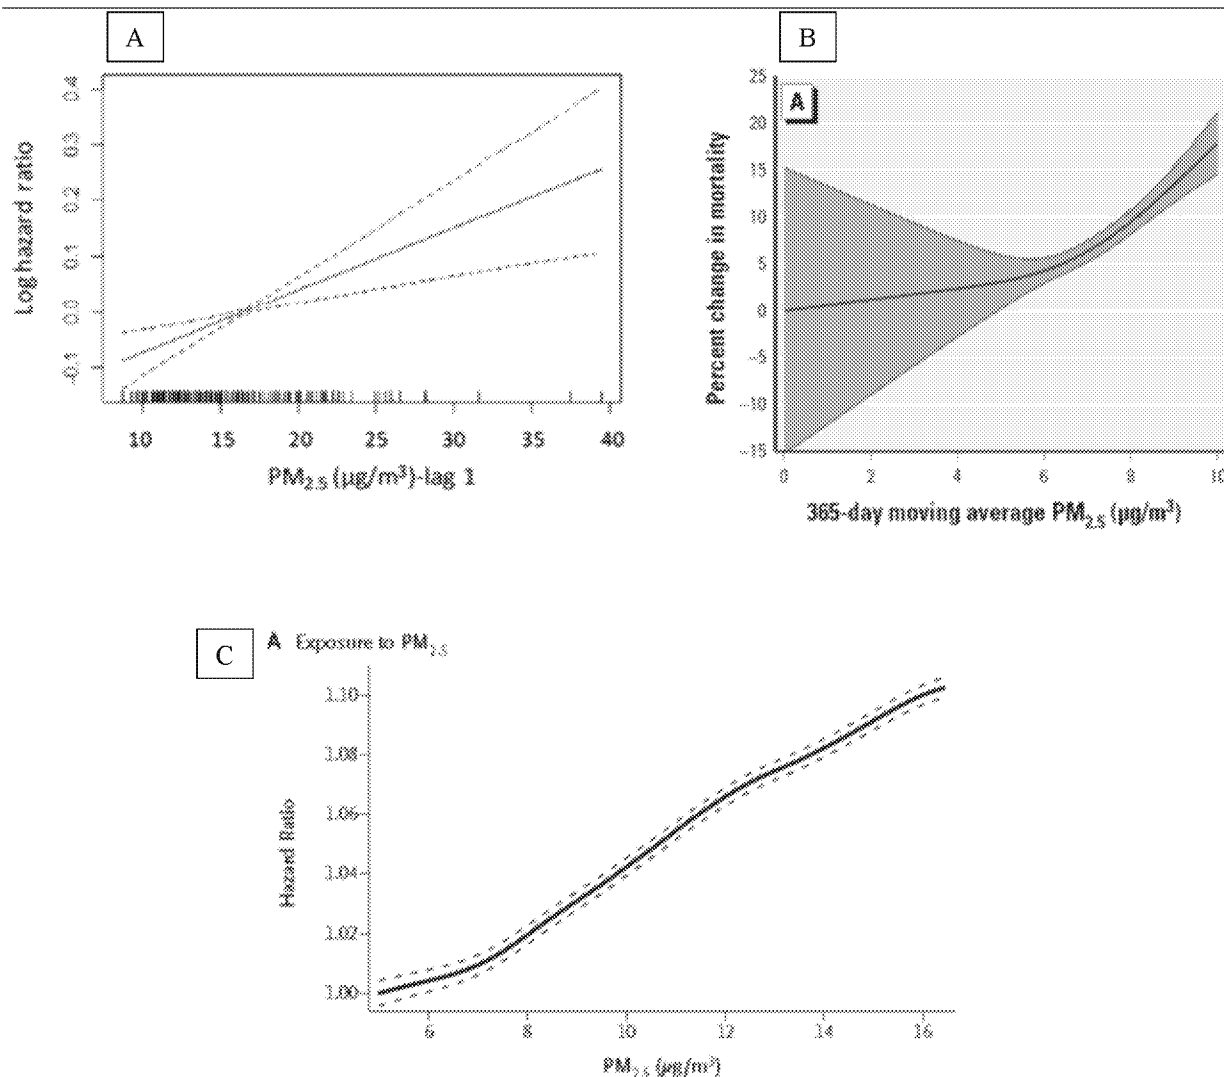 A
Log hazard ratio
0.4
0.3
0.2
0.1
0.0
-0.1
10 15 20 25 30 35 40
PM2.5 (µg/m³)-lag 1
B
A
Percent change in mortality
25
20
15
10
5
0
−5
−10
−15
0 2 4 6 8 10
365-day moving average PM2.5 (µg/m³)
C
A Exposure to PM2.5
Hazard Ratio
1.10
1.08
1.06
1.04
1.02
1.00
6 8 10 12 14 16
PM2.5 (µg/m³)